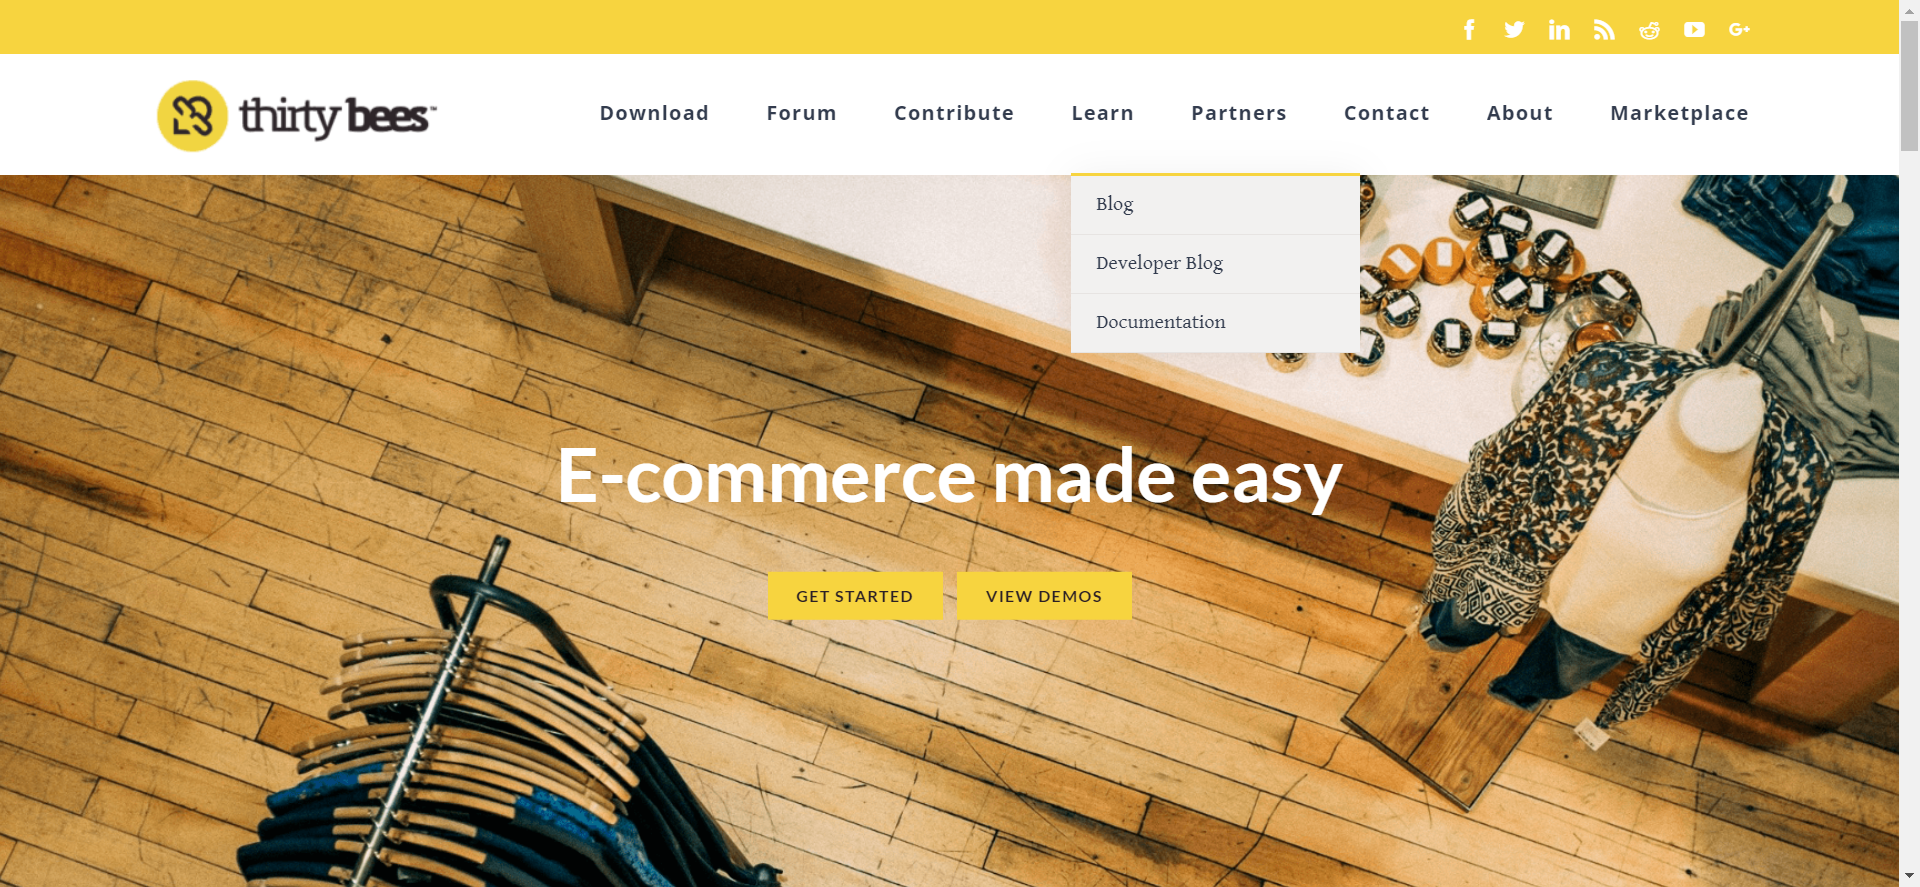 thirty bees™
Download Forum Contribute Learn Partners Contact About Marketplace
Blog
Developer Blog
Documentation
E-commerce made easy
GET STARTED VIEW DEMOS